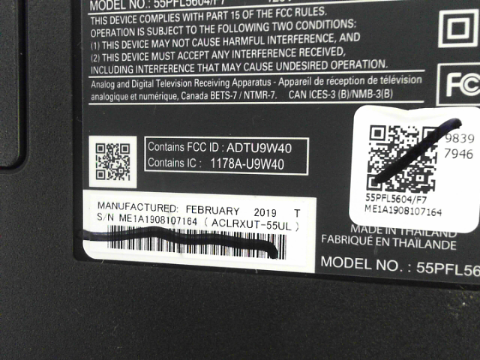 MODEL NO.: 55PFL5604/F7
THIS DEVICE COMPLIES WITH PART 15 OF THE FCC RULES.
OPERATION IS SUBJECT TO THE FOLLOWING TWO CONDITIONS:
(1) THIS DEVICE MAY NOT CAUSE HARMFUL INTERFERENCE, AND
(2) THIS DEVICE MUST ACCEPT ANY INTERFERENCE RECEIVED,
INCLUDING INTERFERENCE THAT MAY CAUSE UNDESIRED OPERATION.
Analog and Digital Television Receiving Apparatus - Appareil de réception de télévision
analogique et numérique, Canada BETS-7 / NTMR-7. CAN ICES-3 (B)/NMB-3(B)
FC
Contains FCC ID : ADTU9W40
Contains IC : 1178A-U9W40
9839
7946
55PFL5604/F7
ME1A1908107164
MANUFACTURED: FEBRUARY 2019 T
S/N ME1A1908107164 ( ACLRXUT-55UL )
MADE IN THAILAND
FABRIQUÉ EN THAÏLANDE
MODEL NO. : 55PFL56